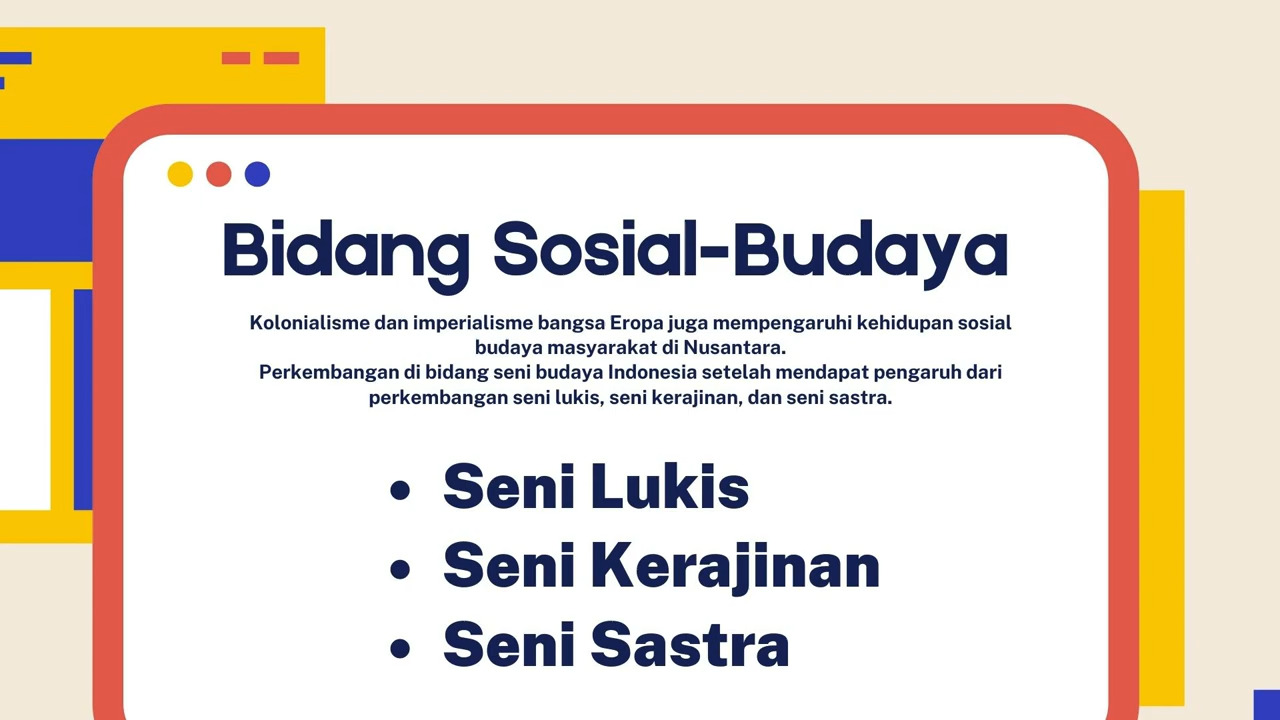 Bidang Sosial-Budaya
Kolonialisme dan imperialisme bangsa Eropa juga mempengaruhi kehidupan sosial
budaya masyarakat di Nusantara.
Perkembangan di bidang seni budaya Indonesia setelah mendapat pengaruh dari
perkembangan seni lukis, seni kerajinan, dan seni sastra.
• Seni Lukis
• Seni Kerajinan
• Seni Sastra